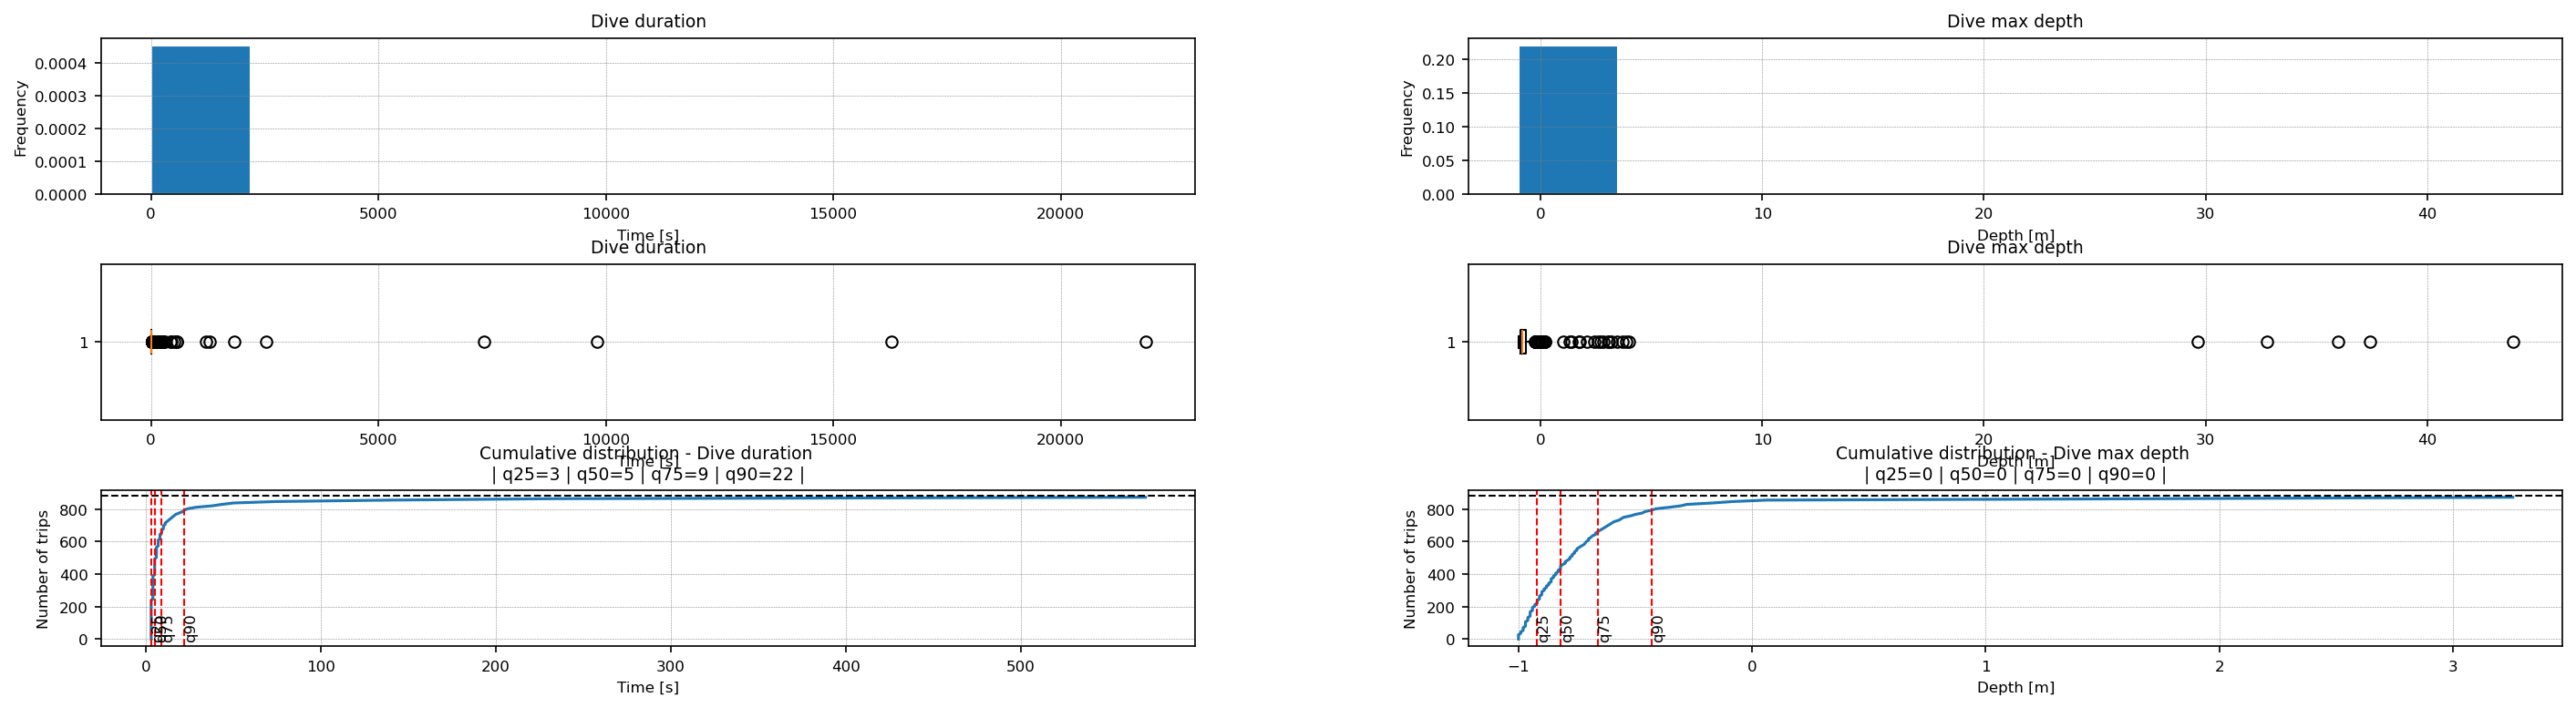 Dive duration
Frequency
0.0004
0.0003
0.0002
0.0001
0.0000
0 5000 10000 15000 20000
Time [s]
Dive max depth
Frequency
0.20
0.15
0.10
0.05
0.00
0 10 20 30 40
Depth [m]
Dive duration
1
0 5000 10000 15000 20000
Time [s]
Dive max depth
1
0 10 20 30 40
Depth [m]
Cumulative distribution - Dive duration
| q25=3 | q50=5 | q75=9 | q90=22 |
Number of trips
800
600
400
200
0
q25
q50
q75
q90
0 100 200 300 400 500
Time [s]
Cumulative distribution - Dive max depth
| q25=0 | q50=0 | q75=0 | q90=0 |
Number of trips
800
600
400
200
0
q25
q50
q75
q90
−1 0 1 2 3
Depth [m]